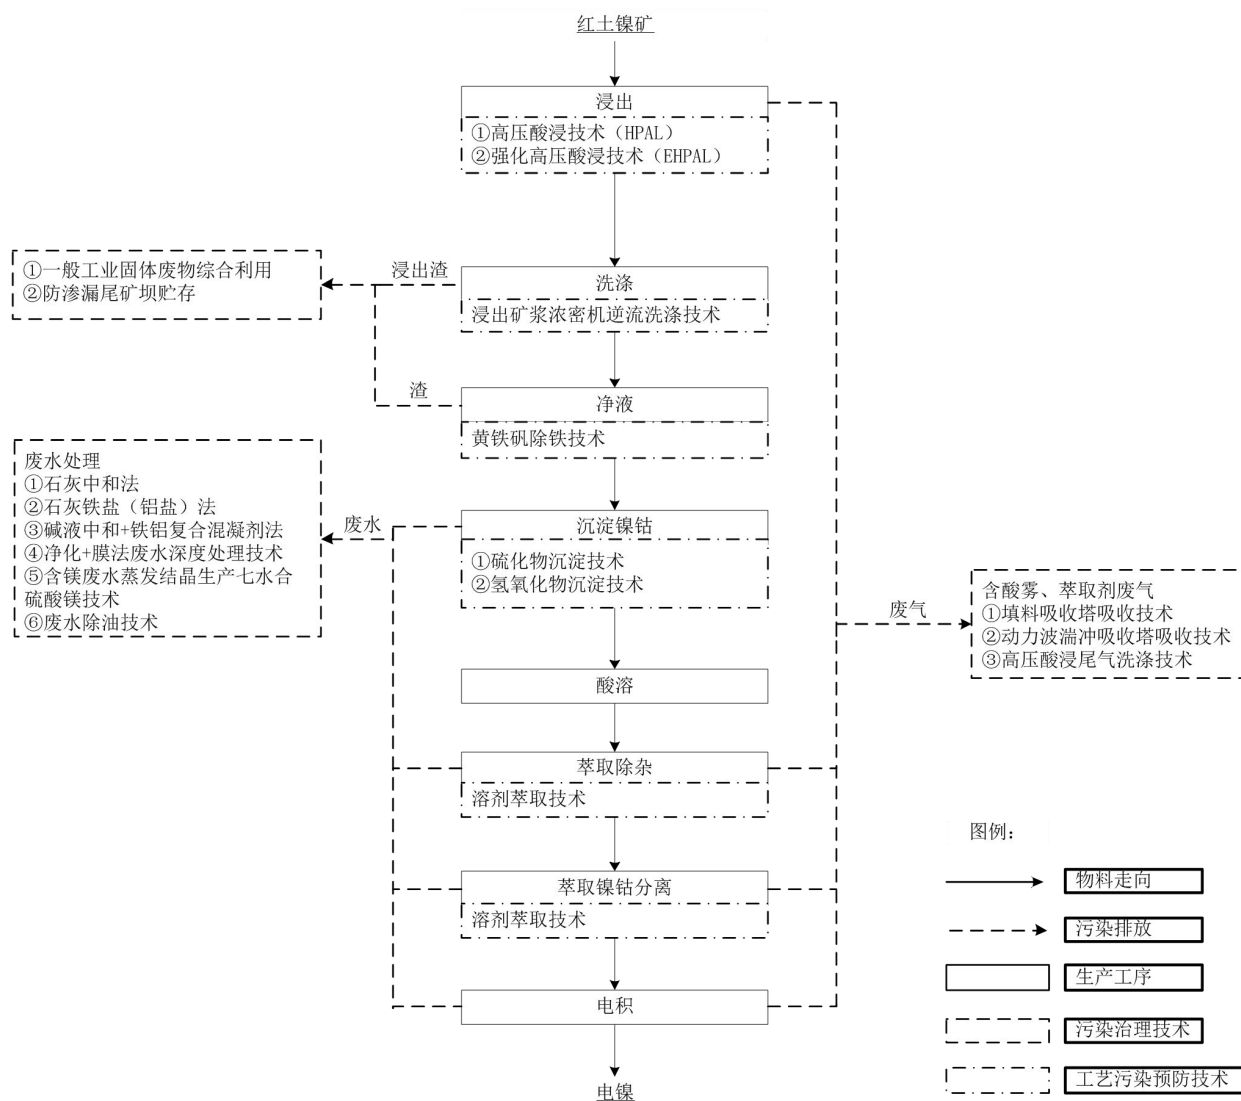 红土镍矿
浸出
①高压酸浸技术（HPAL）
②强化高压酸浸技术（EHPAL）
①一般工业固体废物综合利用
②防渗漏尾矿坝贮存
浸出渣
洗涤
浸出矿浆浓密机逆流洗涤技术
渣
净液
黄铁矾除铁技术
废水处理
①石灰中和法
②石灰铁盐（铝盐）法
③碱液中和+铁铝复合混凝剂法
④净化+膜法废水深度处理技术
⑤含镁废水蒸发结晶生产七水合
硫酸镁技术
⑥废水除油技术
废水
沉淀镍钴
①硫化物沉淀技术
②氢氧化物沉淀技术
废气
含酸雾、萃取剂废气
①填料吸收塔吸收技术
②动力波湍冲吸收塔吸收技术
③高压酸浸尾气洗涤技术
酸溶
萃取除杂
溶剂萃取技术
萃取镍钴分离
溶剂萃取技术
电积
电镍
图例：
物料走向
污染排放
生产工序
污染治理技术
工艺污染预防技术